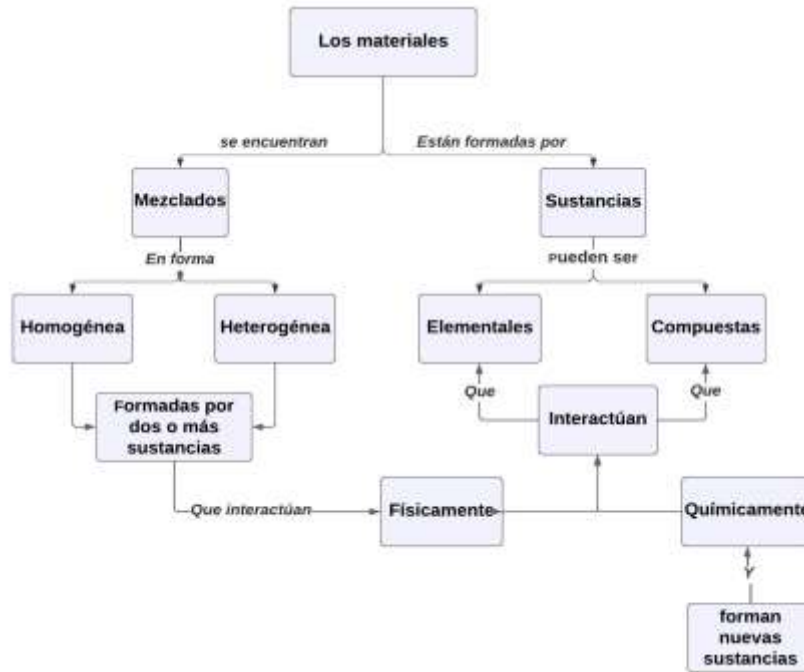 Los materiales
se encuentran
Están formadas por
Mezclados
Sustancias
En forma
Pueden ser
Homogénea
Heterogénea
Elementales
Compuestas
Que
Que
Formadas por
dos o más
sustancias
Interactúan
Que interactúan
Físicamente
Químicamente
Y
forman
nuevas
sustancias